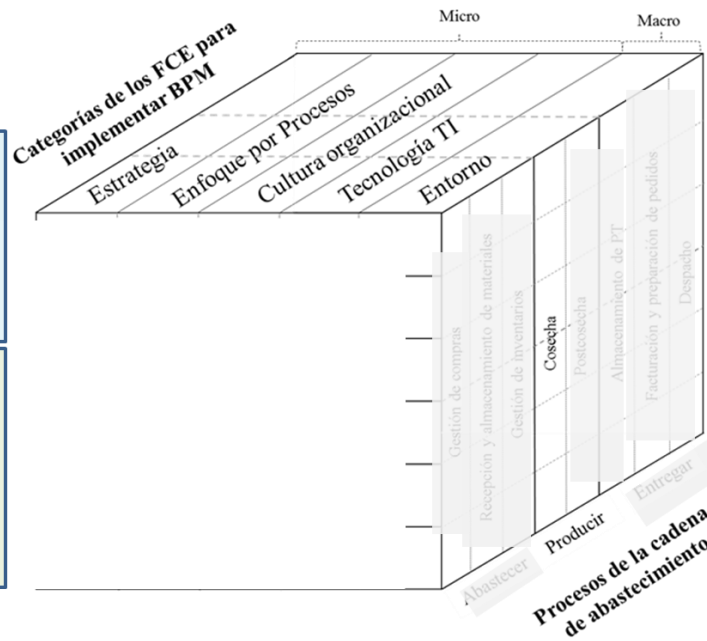 Micro
Macro
Categorías de los FCE para
implementar BPM
Estrategia
Enfoque por Procesos
Cultura organizacional
Tecnología TI
Entorno
Gestión de compras
Recepción y almacenamiento de materiales
Gestión de inventarios
Cosecha
Postcosecha
Almacenamiento de PT
Facturación y preparación de pedidos
Despacho
Abastecer
Producir
Entregar
Procesos de la cadena
de abastecimiento